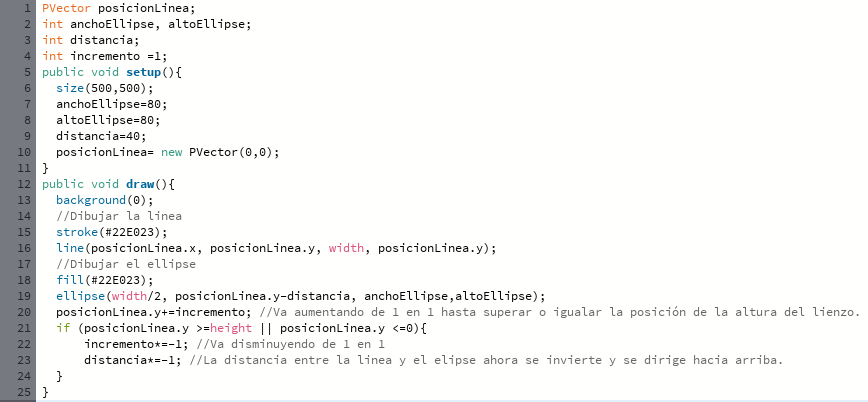 1 PVector posicionLinea;
2 int anchoEllipse, altoEllipse;
3 int distancia;
4 int incremento =1;
5 public void setup(){
6 size(500,500);
7 anchoEllipse=80;
8 altoEllipse=80;
9 distancia=40;
10 posicionLinea= new PVector(0,0);
11 }
12 public void draw(){
13 background(0);
14 //Dibujar la linea
15 stroke(#22E023);
16 line(posicionLinea.x, posicionLinea.y, width, posicionLinea.y);
17 //Dibujar el ellipse
18 fill(#22E023);
19 ellipse(width/2, posicionLinea.y-distancia, anchoEllipse,altoEllipse);
20 posicionLinea.y+=incremento; //Va aumentando de 1 en 1 hasta superar o igualar la posición de la altura del lienzo.
21 if (posicionLinea.y >=height || posicionLinea.y <=0){
22 incremento*=-1; //Va disminuyendo de 1 en 1
23 distancia*=-1; //La distancia entre la linea y el elipse ahora se invierte y se dirige hacia arriba.
24 }
25 }